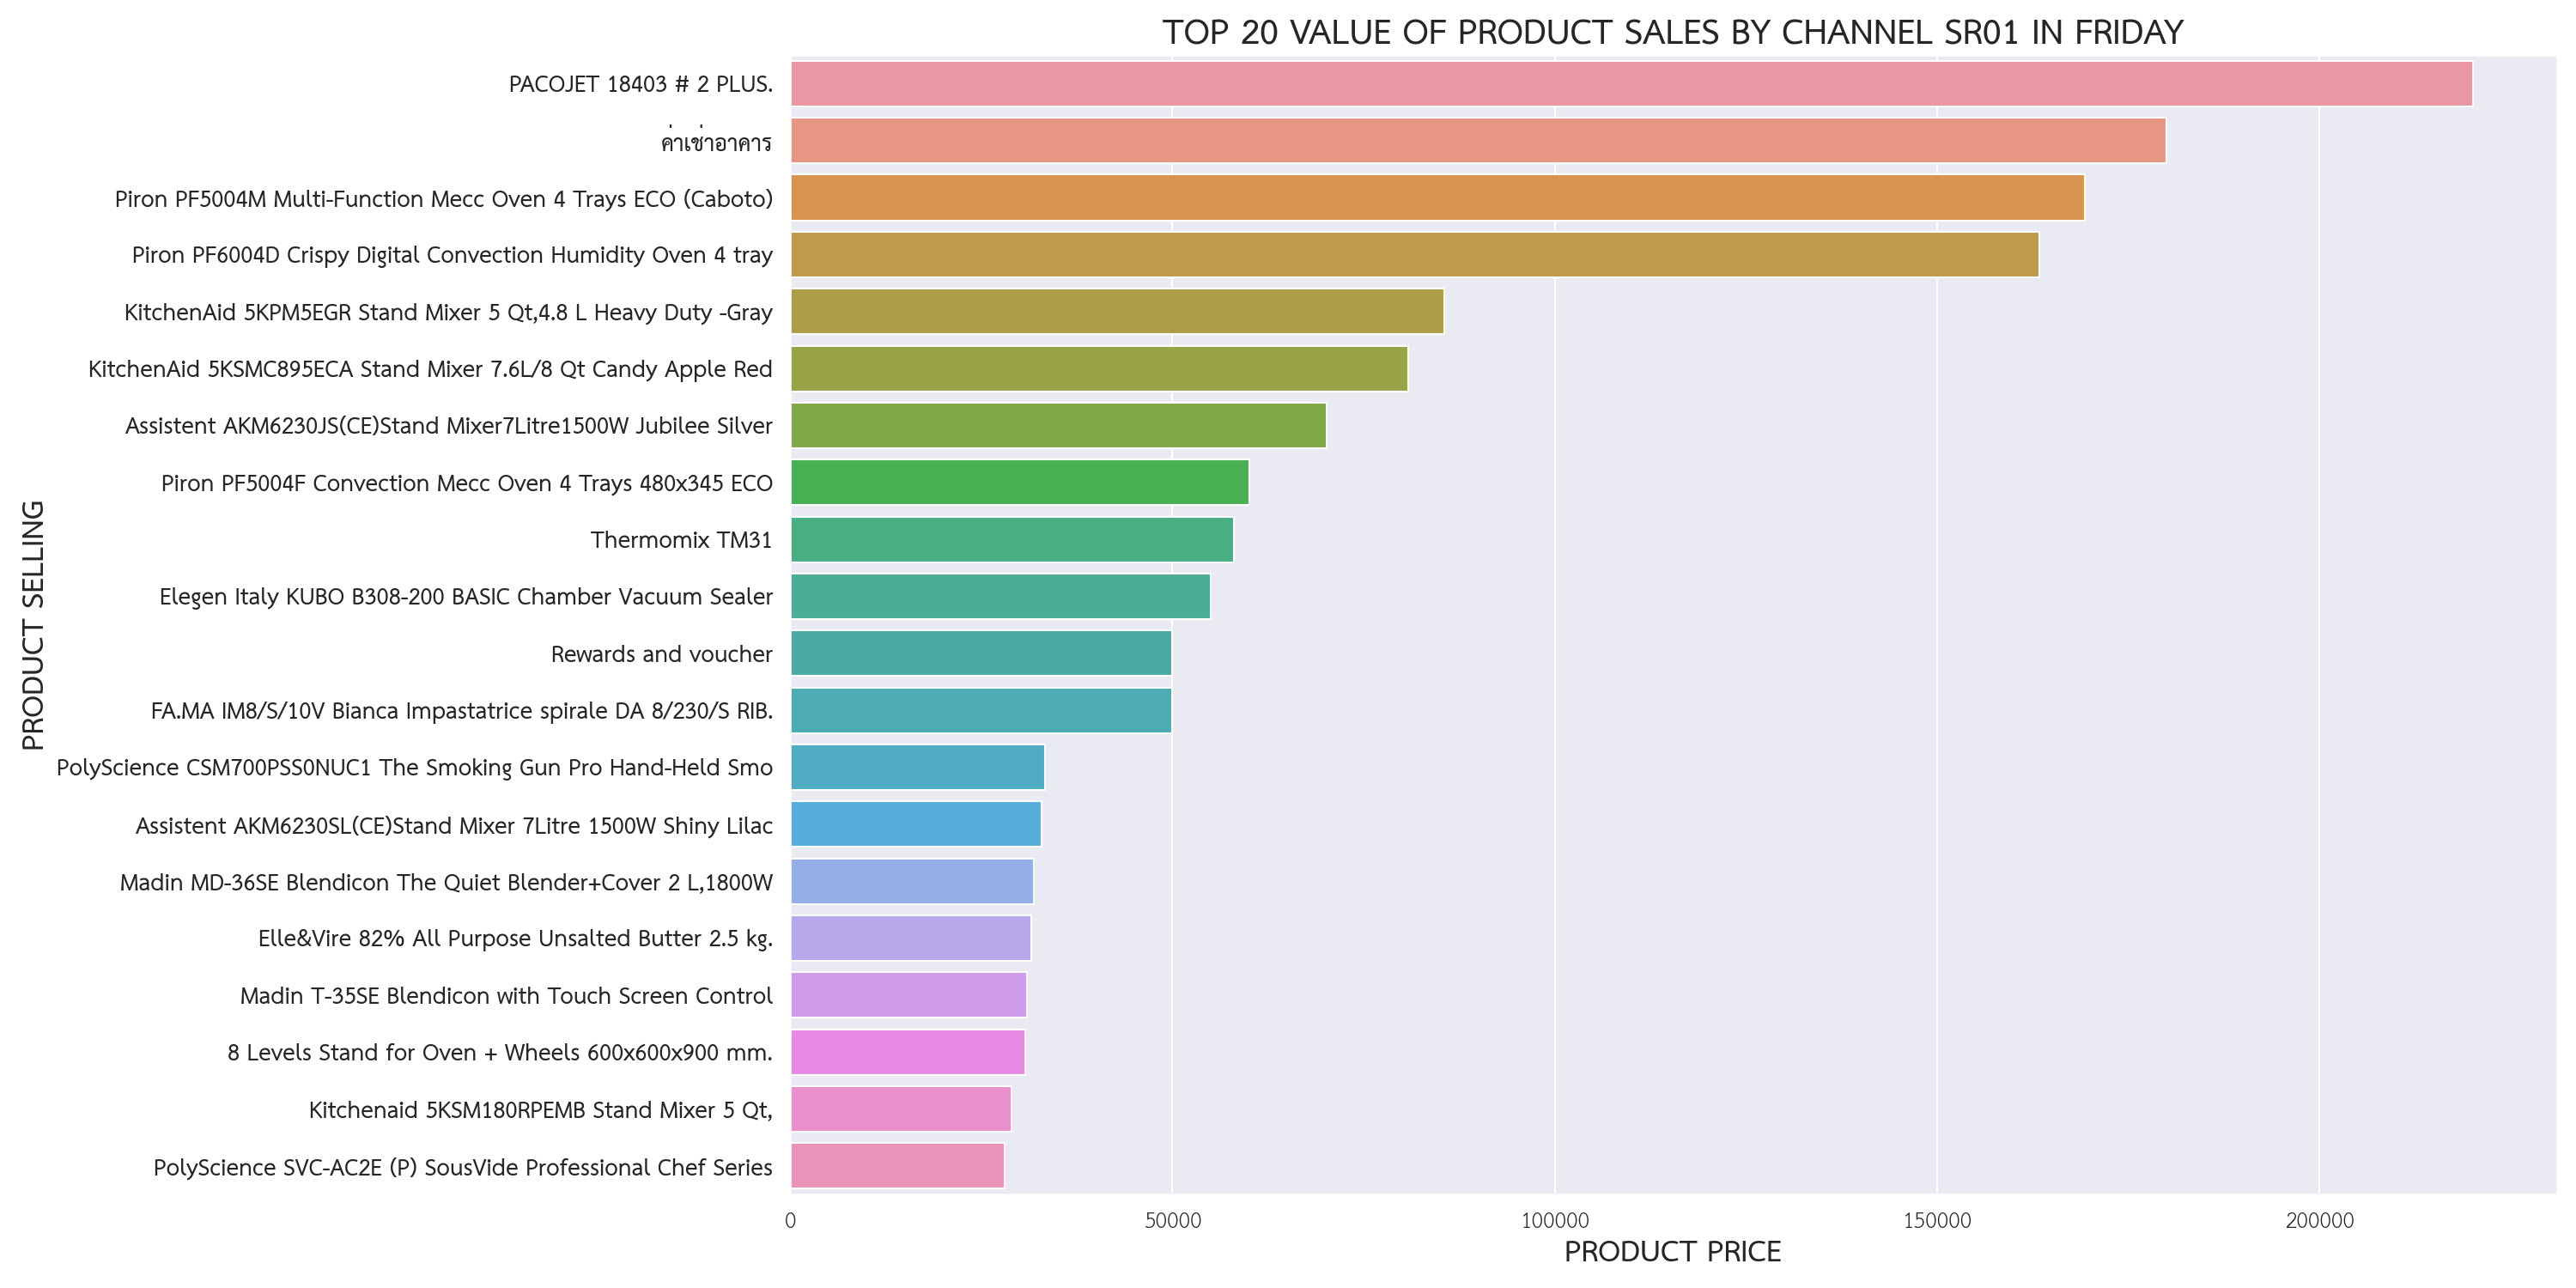 TOP 20 VALUE OF PRODUCT SALES BY CHANNEL SR01 IN FRIDAY
PACOJET 18403 # 2 PLUS.
ค่าเช่าอาคาร
Piron PF5004M Multi-Function Mecc Oven 4 Trays ECO (Caboto)
Piron PF6004D Crispy Digital Convection Humidity Oven 4 tray
KitchenAid 5KPM5EGR Stand Mixer 5 Qt,4.8 L Heavy Duty -Gray
KitchenAid 5KSMC895ECA Stand Mixer 7.6L/8 Qt Candy Apple Red
Assistent AKM6230JS(CE)Stand Mixer7Litre1500W Jubilee Silver
Piron PF5004F Convection Mecc Oven 4 Trays 480x345 ECO
Thermomix TM31
Elegen Italy KUBO B308-200 BASIC Chamber Vacuum Sealer
Rewards and voucher
FA.MA IM8/S/10V Bianca Impastatrice spirale DA 8/230/S RIB.
PolyScience CSM700PSS0NUC1 The Smoking Gun Pro Hand-Held Smo
Assistent AKM6230SL(CE)Stand Mixer 7Litre 1500W Shiny Lilac
Madin MD-36SE Blendicon The Quiet Blender+Cover 2 L,1800W
Elle&Vire 82% All Purpose Unsalted Butter 2.5 kg.
Madin T-35SE Blendicon with Touch Screen Control
8 Levels Stand for Oven + Wheels 600x600x900 mm.
Kitchenaid 5KSM180RPEMB Stand Mixer 5 Qt,
PolyScience SVC-AC2E (P) SousVide Professional Chef Series
PRODUCT SELLING
0 50000 100000 150000 200000
PRODUCT PRICE